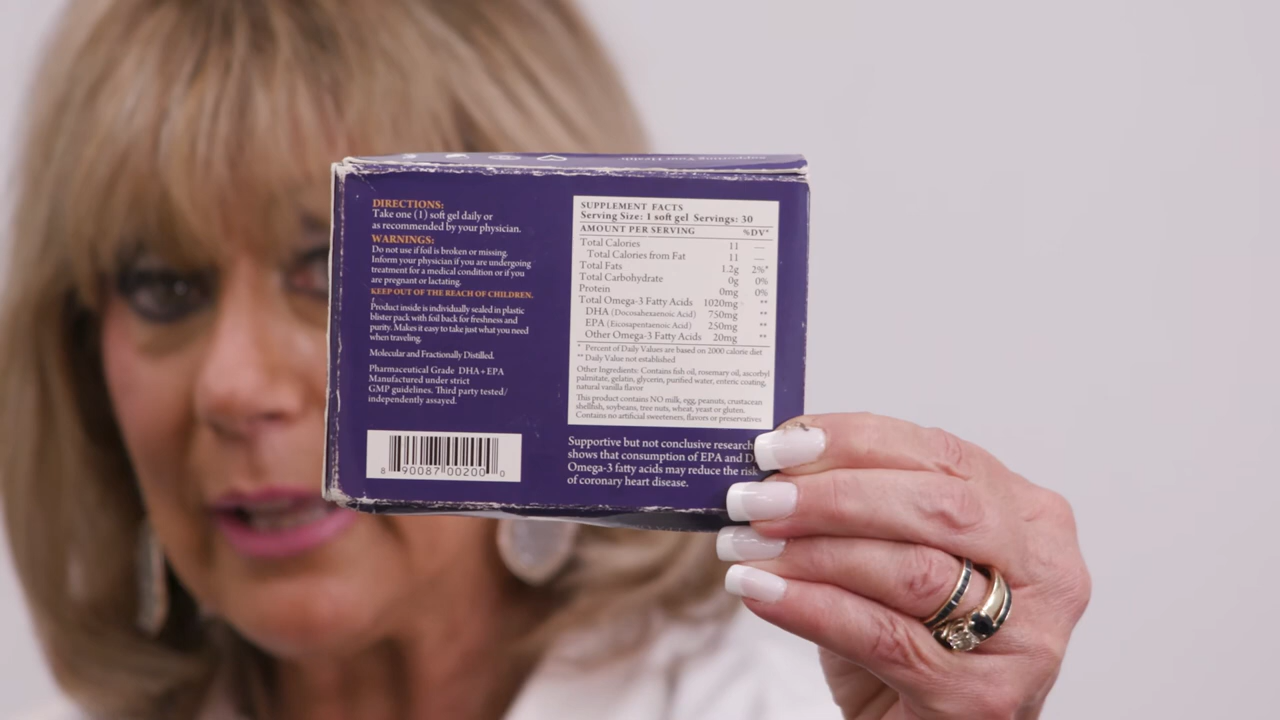 Supporting Your Health
DIRECTIONS:
Take one (1) soft gel daily or
as recommended by your physician.
WARNINGS:
Do not use if foil is broken or missing.
Inform your physician if you are undergoing
treatment for a medical condition or if you
are pregnant or lactating.
KEEP OUT OF THE REACH OF CHILDREN.
Product inside is individually sealed in plastic
blister pack with foil back for freshness and
purity. Makes it easy to take just what you need
when traveling.
Molecular and Fractionally Distilled.
Pharmaceutical Grade DHA + EPA
Manufactured under strict
GMP guidelines. Third party tested/
independently assayed.
8 90087 00200 0
SUPPLEMENT FACTS
Serving Size: 1 soft gel Servings: 30
AMOUNT PER SERVING %DV*
Total Calories 11 —
Total Calories from Fat 11 —
Total Fats 1.2g 2%*
Total Carbohydrate 0g 0%
Protein 0mg 0%
Total Omega-3 Fatty Acids 1020mg **
DHA (Docosahexaenoic Acid) 750mg **
EPA (Eicosapentaenoic Acid) 250mg **
Other Omega-3 Fatty Acids 20mg **
* Percent of Daily Values are based on 2000 calorie diet
** Daily Value not established
Other Ingredients: Contains fish oil, rosemary oil, ascorbyl
palmitate, gelatin, glycerin, purified water, enteric coating,
natural vanilla flavor
This product contains NO milk, egg, peanuts, crustacean
shellfish, soybeans, tree nuts, wheat, yeast or gluten.
Contains no artificial sweeteners, flavors or preservatives
Supportive but not conclusive research
shows that consumption of EPA and D
Omega-3 fatty acids may reduce the risk
of coronary heart disease.